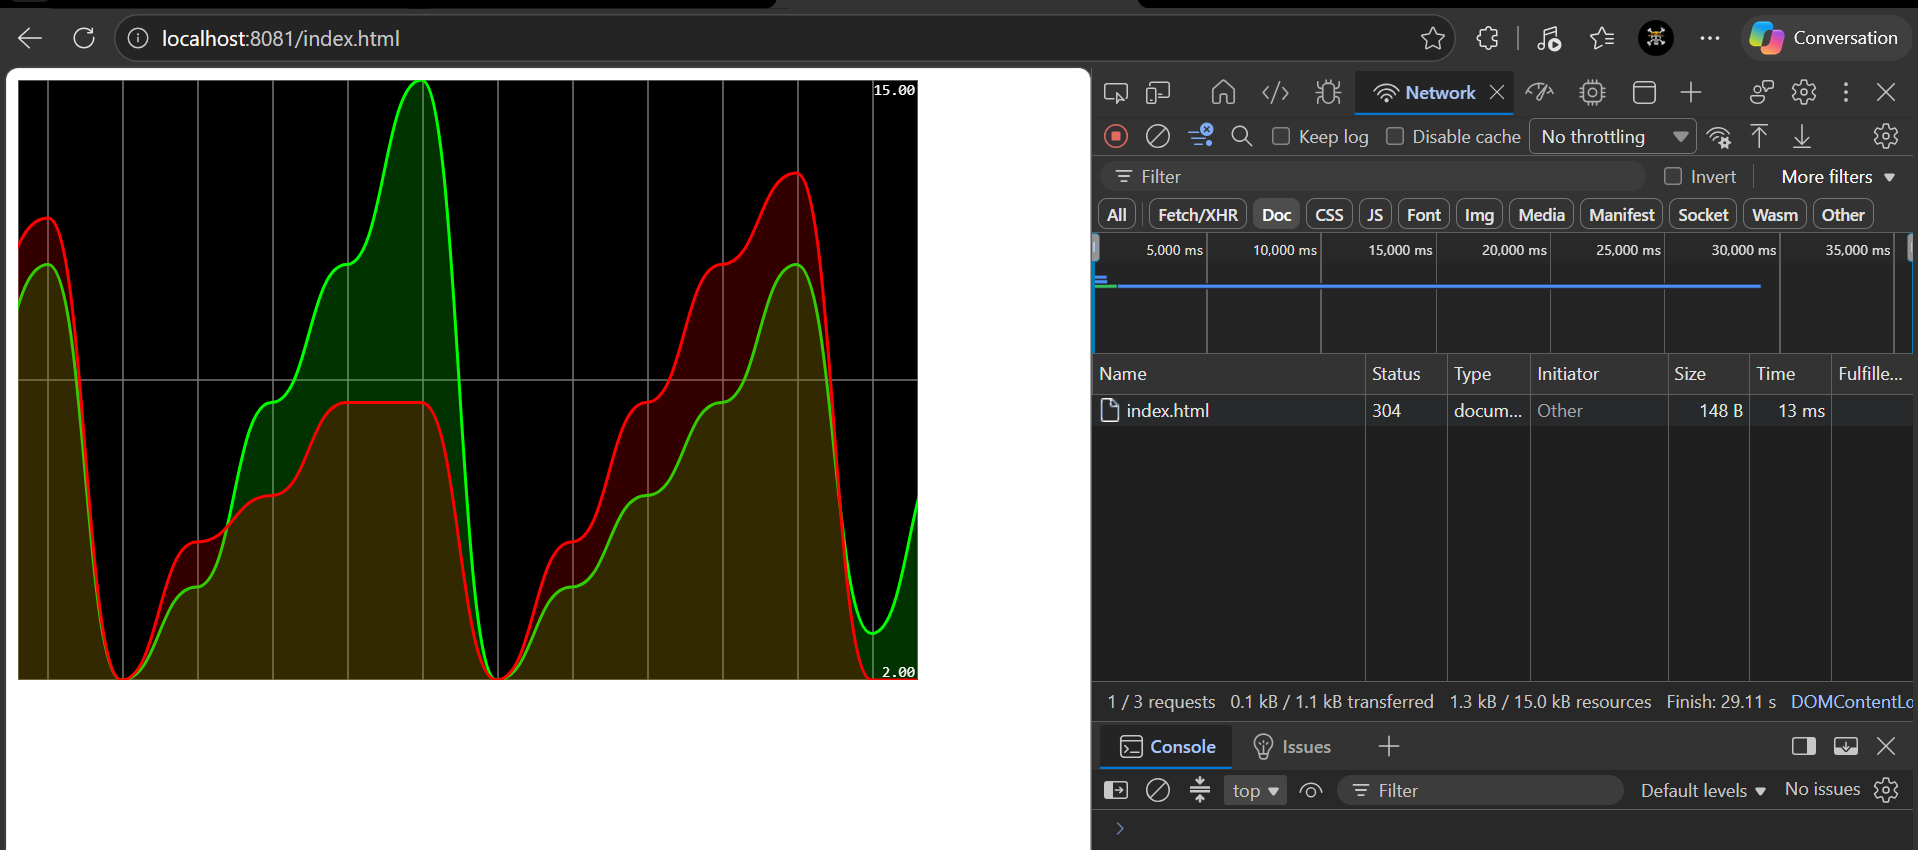 localhost:8081/index.html
Conversation
15.00
2.00
Network
Keep log
Disable cache
No throttling
Filter
Invert
More filters
All
Fetch/XHR
Doc
CSS
JS
Font
Img
Media
Manifest
Socket
Wasm
Other
5,000 ms
10,000 ms
15,000 ms
20,000 ms
25,000 ms
30,000 ms
35,000 ms
Name Status Type Initiator Size Time Fulfille...
index.html 304 docum... Other 148 B 13 ms
1 / 3 requests 0.1 kB / 1.1 kB transferred 1.3 kB / 15.0 kB resources Finish: 29.11 s DOMContentLo
Console
Issues
top
Filter
Default levels
No issues